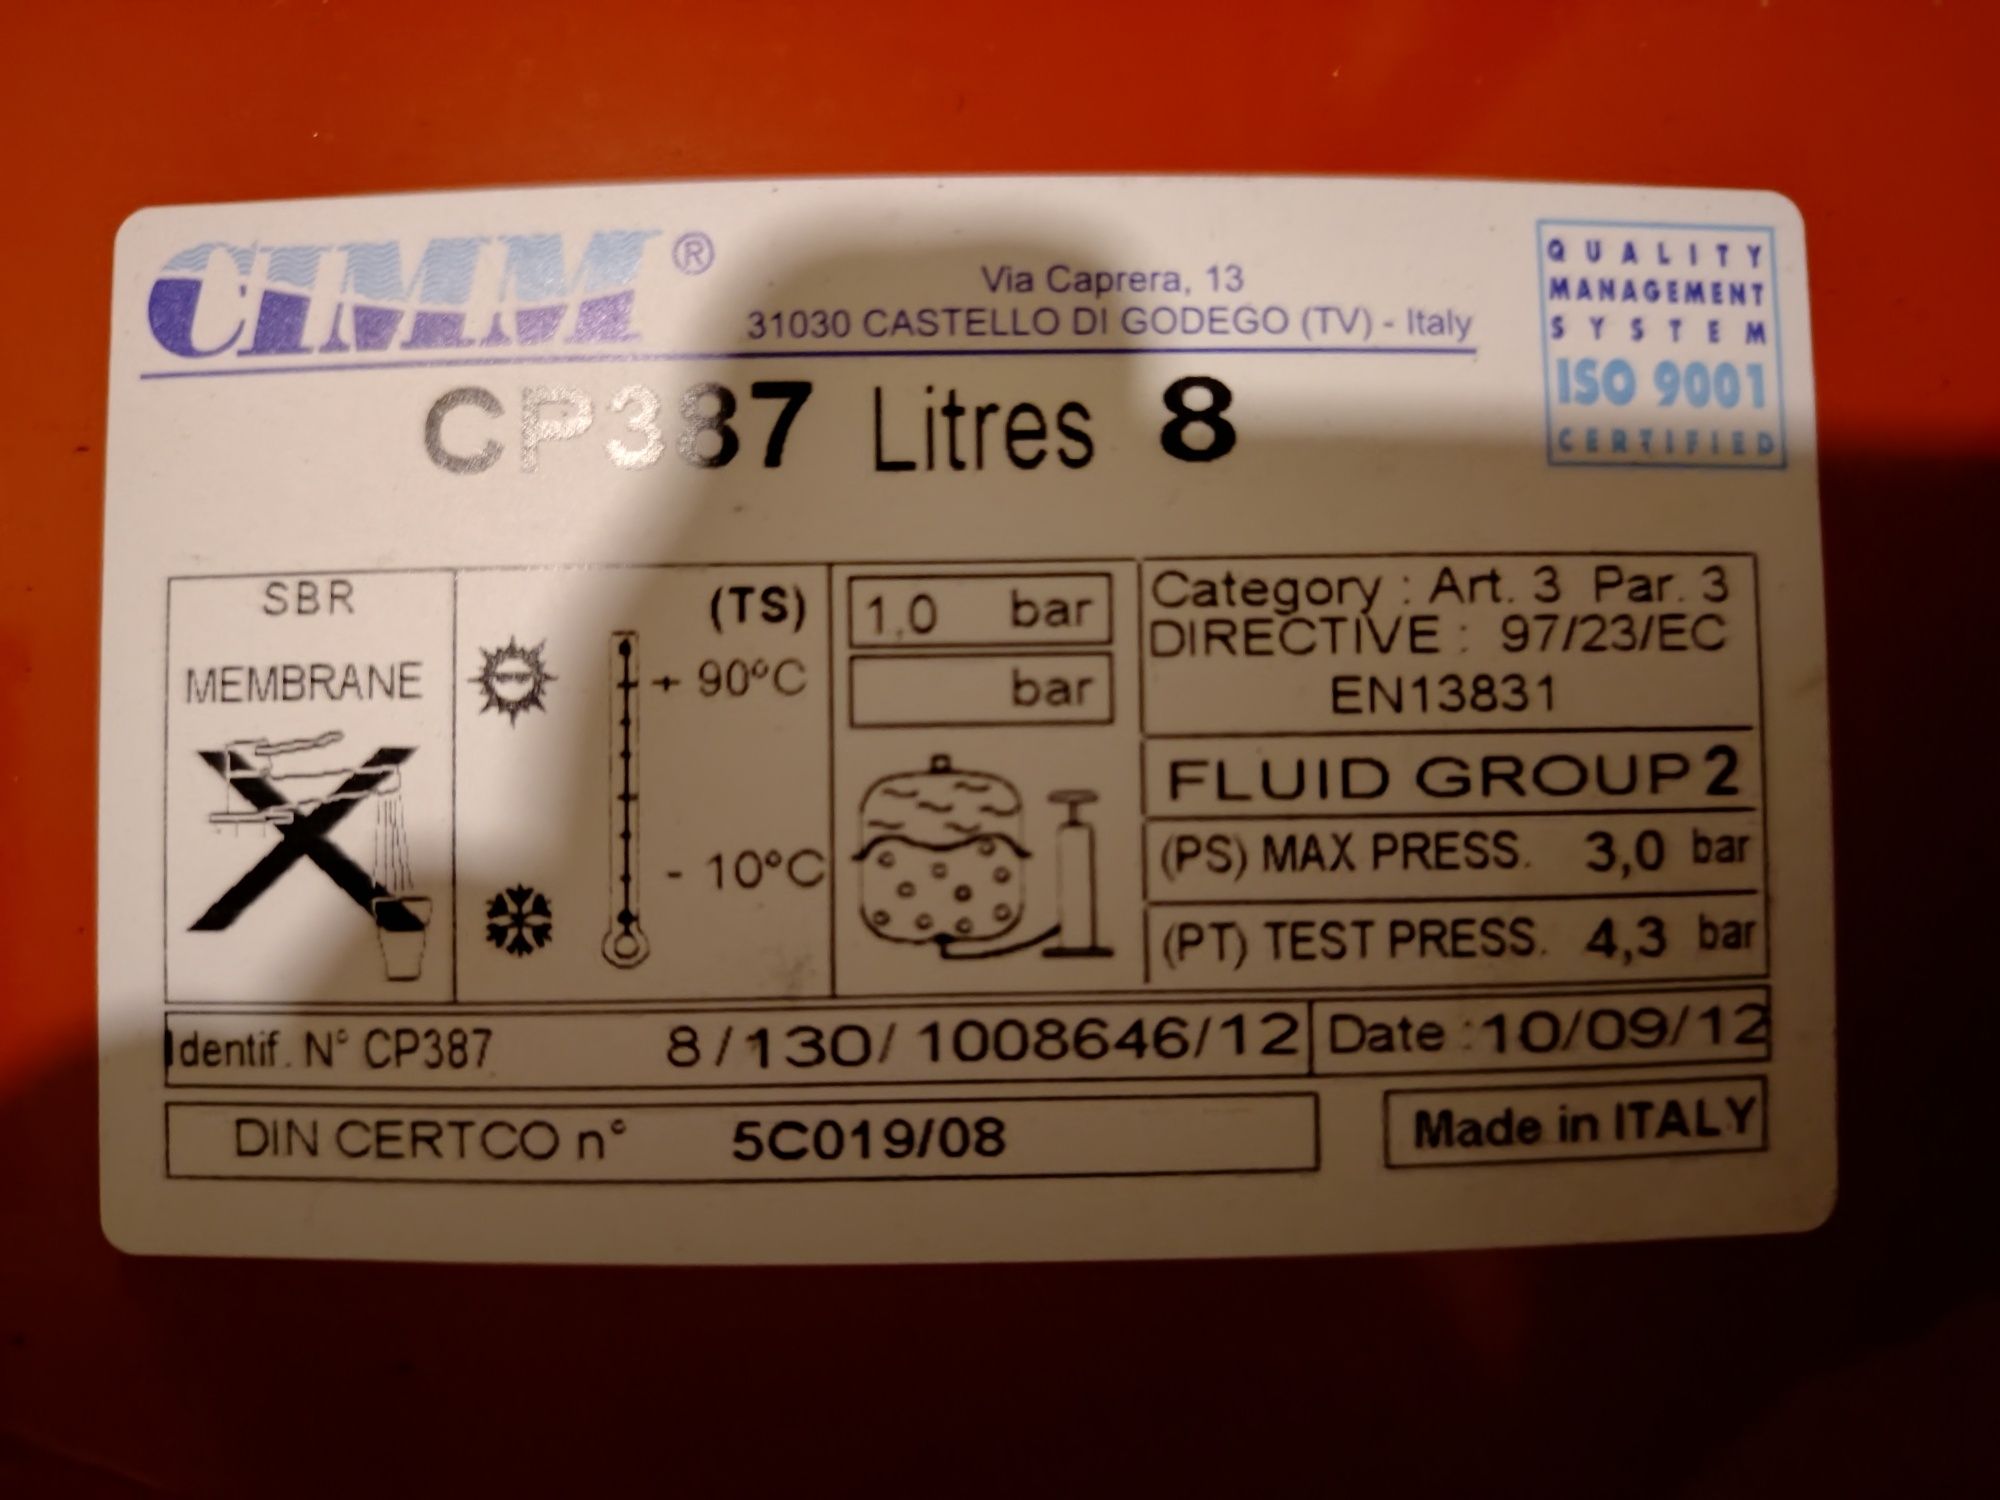 CIMM ®
Via Caprera, 13
31030 CASTELLO DI GODEGO (TV) - Italy
QUALITY
MANAGEMENT
SYSTEM
ISO 9001
CERTIFIED
CP387 Litres 8
SBR
MEMBRANE
(TS)
+ 90°C
- 10°C
1,0 bar
bar
Category : Art. 3 Par. 3
DIRECTIVE : 97/23/EC
EN13831
FLUID GROUP 2
(PS) MAX PRESS. 3,0 bar
(PT) TEST PRESS. 4,3 bar
Identif. N° CP387 8/130/1008646/12
Date :10/09/12
DIN CERTCO n° 5C019/08
Made in ITALY